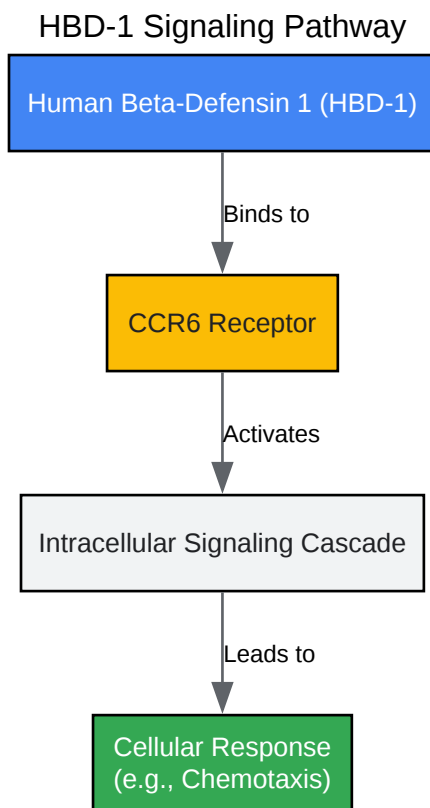 HBD-1 Signaling Pathway
Human Beta-Defensin 1 (HBD-1)
Binds to
CCR6 Receptor
Activates
Intracellular Signaling Cascade
Leads to
Cellular Response
(e.g., Chemotaxis)